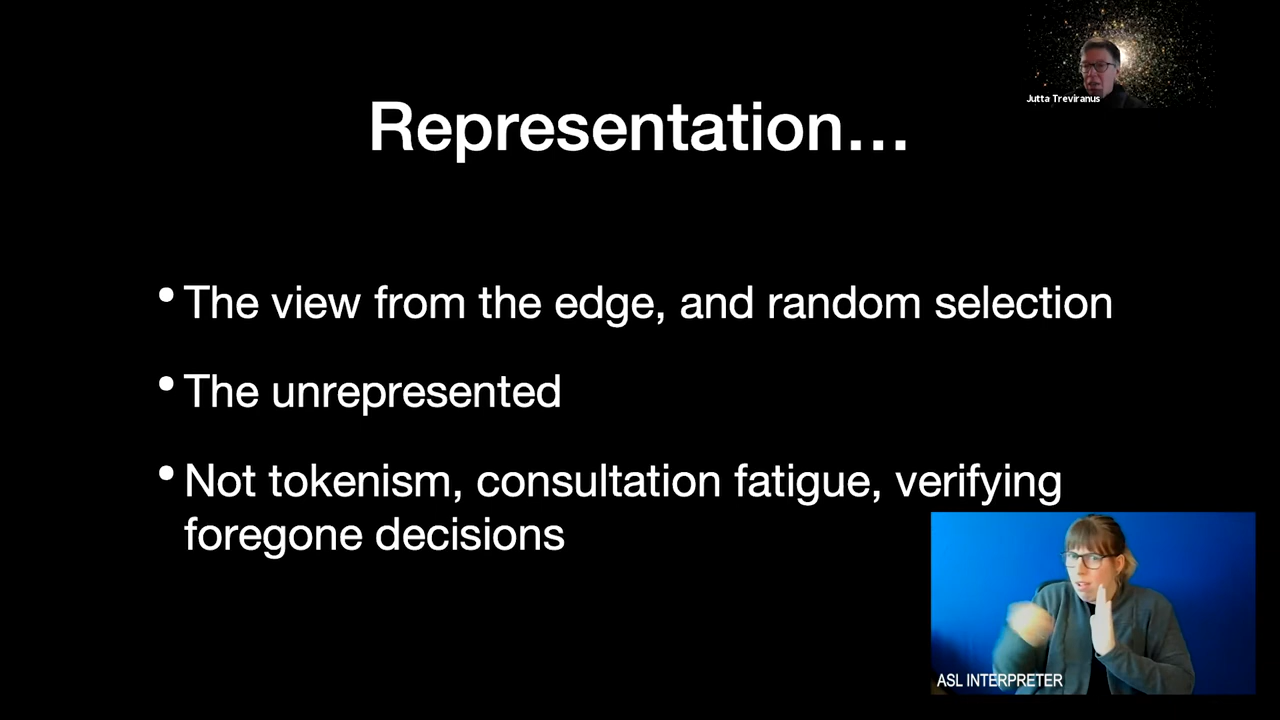 Jutta Treviranus
Representation…
• The view from the edge, and random selection
• The unrepresented
• Not tokenism, consultation fatigue, verifying
foregone decisions
ASL INTERPRETER